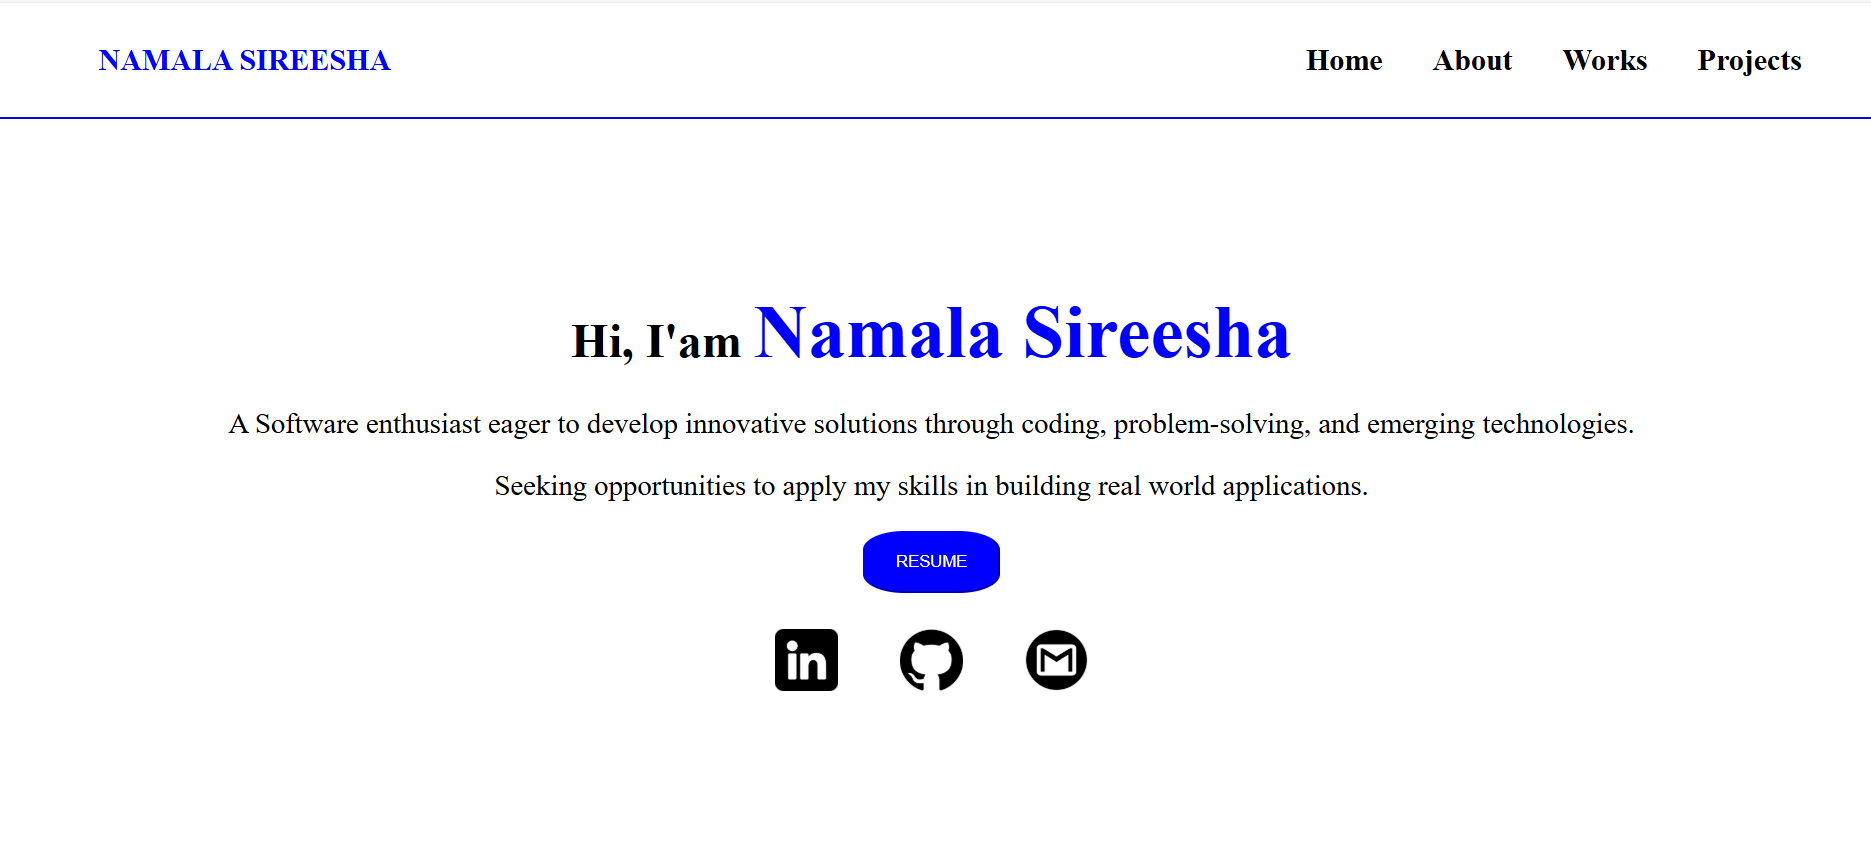 NAMALA SIREESHA
Home About Works Projects
Hi, I'am Namala Sireesha
A Software enthusiast eager to develop innovative solutions through coding, problem-solving, and emerging technologies.
Seeking opportunities to apply my skills in building real world applications.
RESUME
in